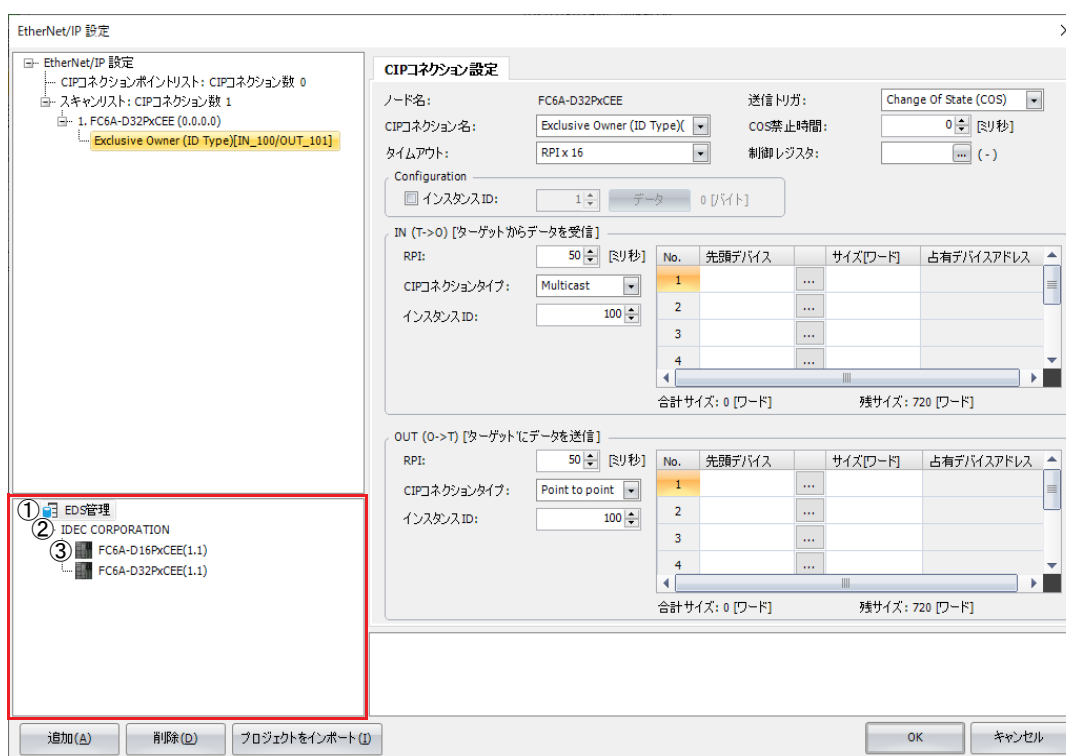 EtherNet/IP 設定
EtherNet/IP 設定
CIPコネクションポイントリスト: CIPコネクション数 0
スキャンリスト: CIPコネクション数 1
1. FC6A-D32PxCEE (0.0.0.0)
Exclusive Owner (ID Type)[IN_100/OUT_101]
CIPコネクション設定
ノード名: FC6A-D32PxCEE 送信トリガ: Change Of State (COS)
CIPコネクション名: Exclusive Owner (ID Type)( COS禁止時間: 0 [ミリ秒]
タイムアウト: RPI x 16 制御レジスタ: ... (-)
Configuration
インスタンスID: 1 データ 0 [バイト]
IN (T->O) ['ターゲット'からデータを受信]
RPI: 50 [ミリ秒]
CIPコネクションタイプ: Multicast
インスタンスID: 100
No. 先頭デバイス サイズ[ワード] 占有デバイスアドレス
1 ...
2 ...
3 ...
4 ...
合計サイズ: 0 [ワード] 残サイズ: 720 [ワード]
OUT (O->T) ['ターゲット'にデータを送信]
RPI: 50 [ミリ秒]
CIPコネクションタイプ: Point to point
インスタンスID: 100
No. 先頭デバイス サイズ[ワード] 占有デバイスアドレス
1 ...
2 ...
3 ...
4 ...
合計サイズ: 0 [ワード] 残サイズ: 720 [ワード]
① EDS管理
② IDEC CORPORATION
③ FC6A-D16PxCEE(1.1)
FC6A-D32PxCEE(1.1)
追加(A) 削除(D) プロジェクトをインポート(I) OK キャンセル